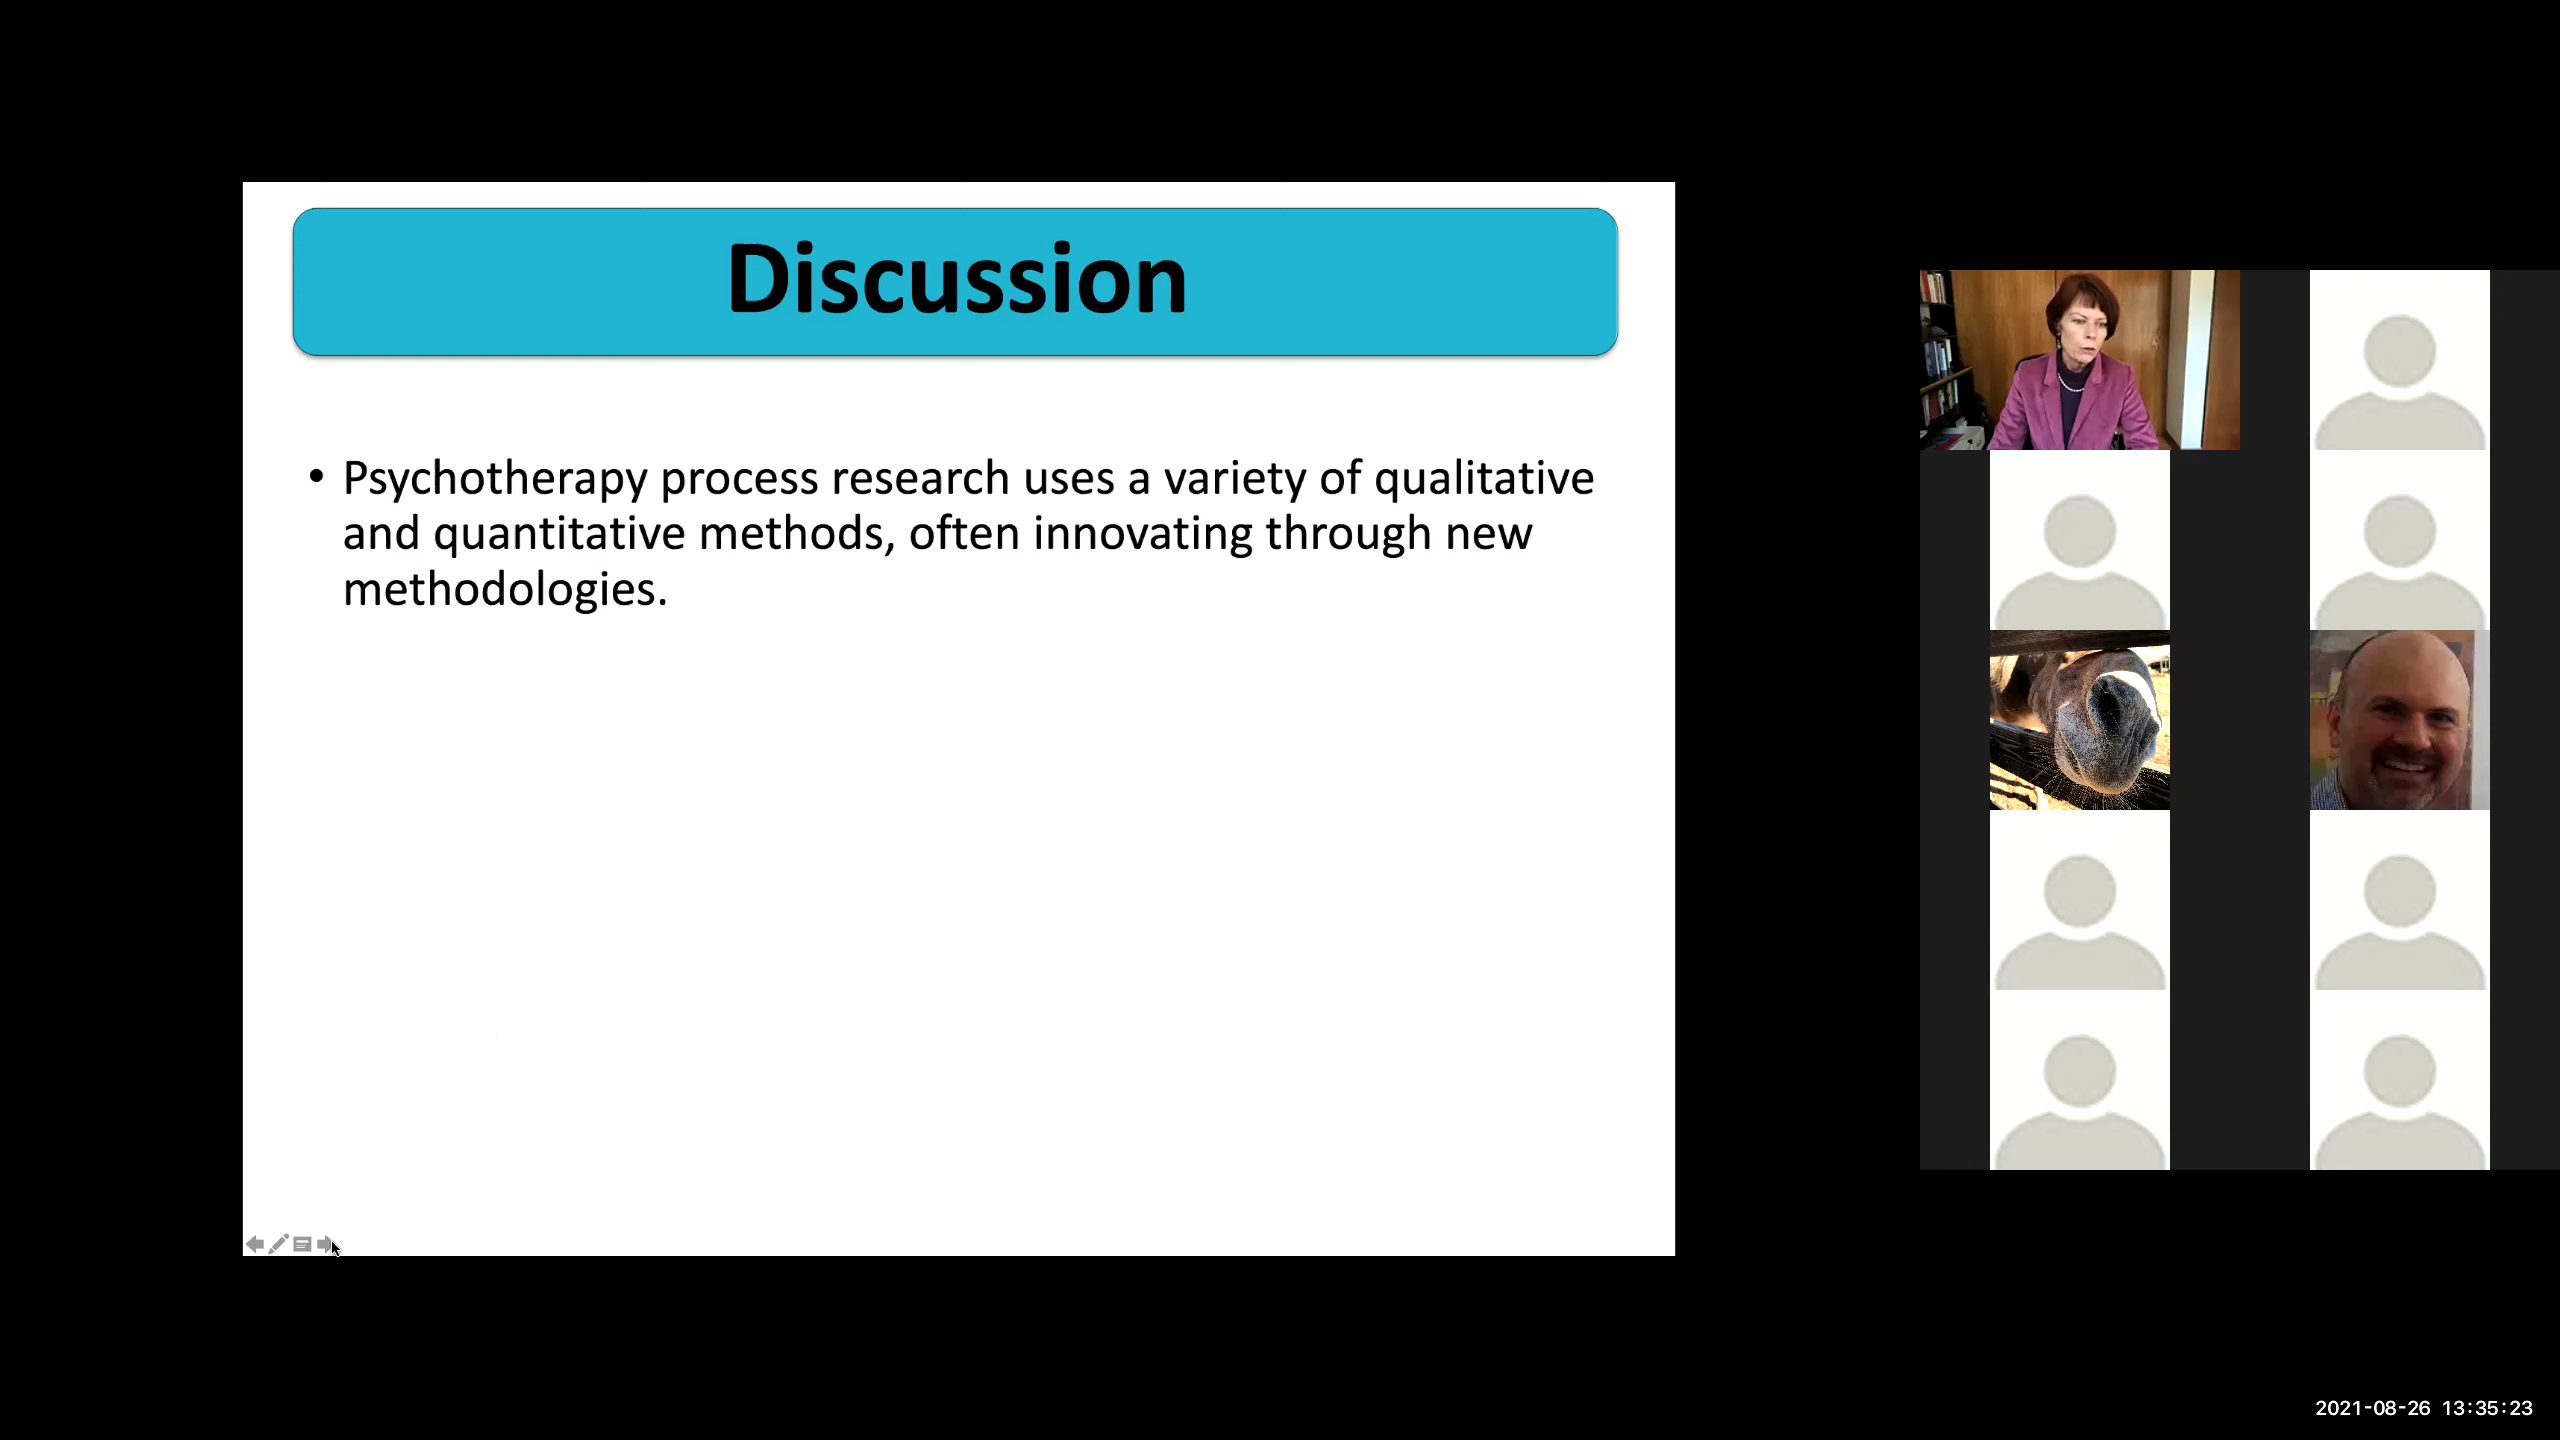 Discussion
• Psychotherapy process research uses a variety of qualitative
and quantitative methods, often innovating through new
methodologies.
2021-08-26 13:35:23